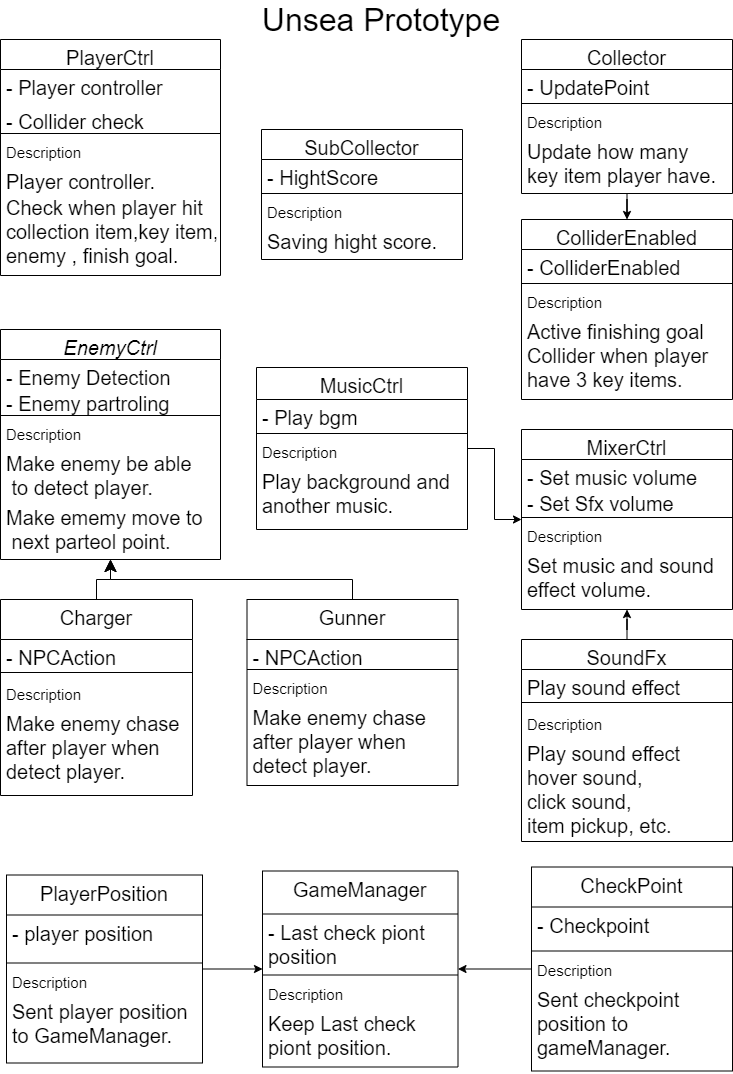 Unsea Prototype
PlayerCtrl
- Player controller
- Collider check
Description
Player controller.
Check when player hit
collection item,key item,
enemy , finish goal.
SubCollector
- HightScore
Description
Saving hight score.
Collector
- UpdatePoint
Description
Update how many
key item player have.
ColliderEnabled
- ColliderEnabled
Description
Active finishing goal
Collider when player
have 3 key items.
EnemyCtrl
- Enemy Detection
- Enemy partroling
Description
Make enemy be able
to detect player.
Make ememy move to
next parteol point.
MusicCtrl
- Play bgm
Description
Play background and
another music.
MixerCtrl
- Set music volume
- Set Sfx volume
Description
Set music and sound
effect volume.
Charger
- NPCAction
Description
Make enemy chase
after player when
detect player.
Gunner
- NPCAction
Description
Make enemy chase
after player when
detect player.
SoundFx
Play sound effect
Description
Play sound effect
hover sound,
click sound,
item pickup, etc.
PlayerPosition
- player position
Description
Sent player position
to GameManager.
GameManager
- Last check piont
position
Description
Keep Last check
piont position.
CheckPoint
- Checkpoint
Description
Sent checkpoint
position to
gameManager.